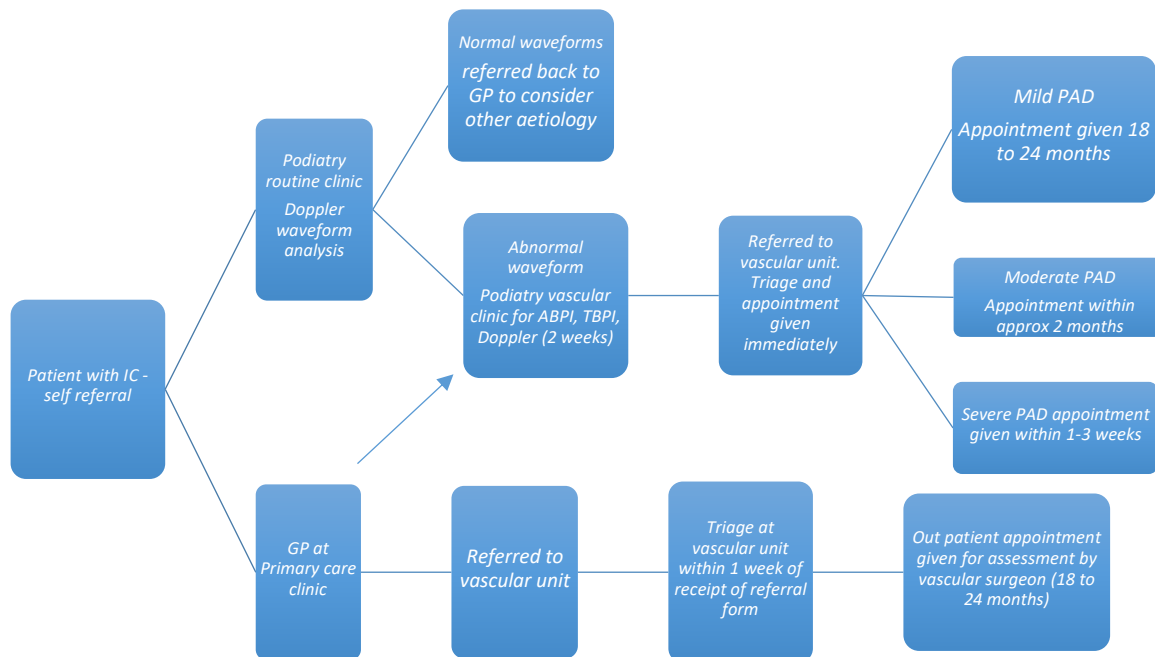 Normal waveforms
referred back to
GP to consider
other aetiology
Mild PAD
Appointment given 18
to 24 months
Podiatry
routine clinic
Doppler
waveform
analysis
Abnormal
waveform
Podiatry vascular
clinic for ABPI, TBPI,
Doppler (2 weeks)
Referred to
vascular unit.
Triage and
appointment
given
immediately
Moderate PAD
Appointment within
approx 2 months
Patient with IC -
self referral
Severe PAD appointment
given within 1-3 weeks
GP at
Primary care
clinic
Referred to
vascular unit
Triage at
vascular unit
within 1 week of
receipt of referral
form
Out patient appointment
given for assessment by
vascular surgeon (18 to
24 months)